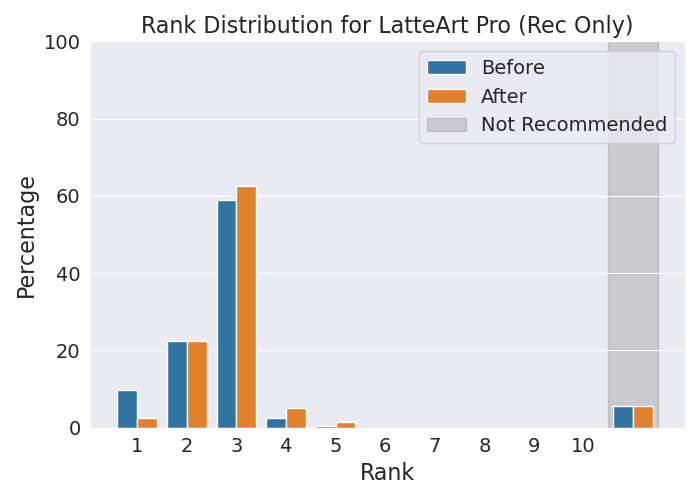 Rank Distribution for LatteArt Pro (Rec Only)
Percentage
100
80
60
40
20
0
Before
After
Not Recommended
1 2 3 4 5 6 7 8 9 10
Rank